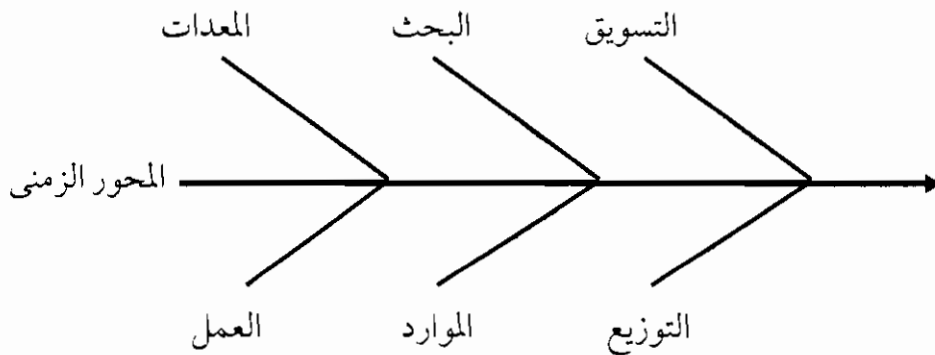 المعدات
البحث
التسويق
المحور الزمنى
العمل
الموارد
التوزيع